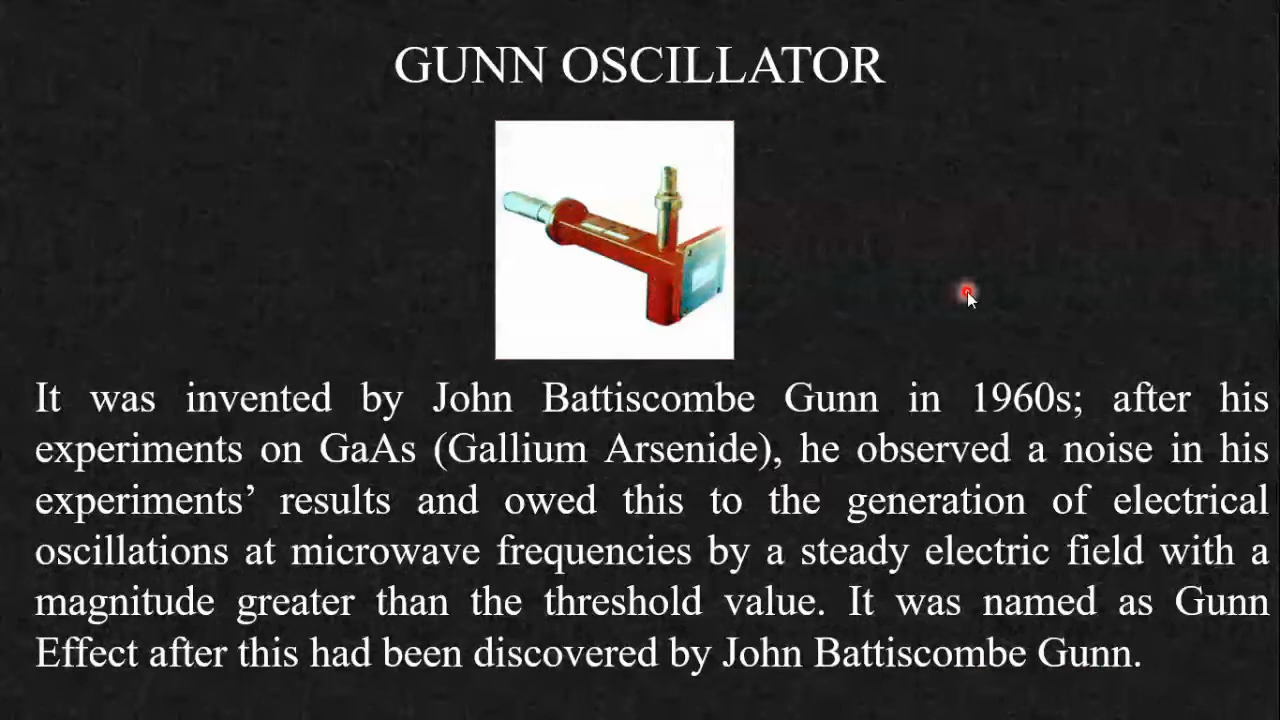 GUNN OSCILLATOR
It was invented by John Battiscombe Gunn in 1960s; after his
experiments on GaAs (Gallium Arsenide), he observed a noise in his
experiments’ results and owed this to the generation of electrical
oscillations at microwave frequencies by a steady electric field with a
magnitude greater than the threshold value. It was named as Gunn
Effect after this had been discovered by John Battiscombe Gunn.